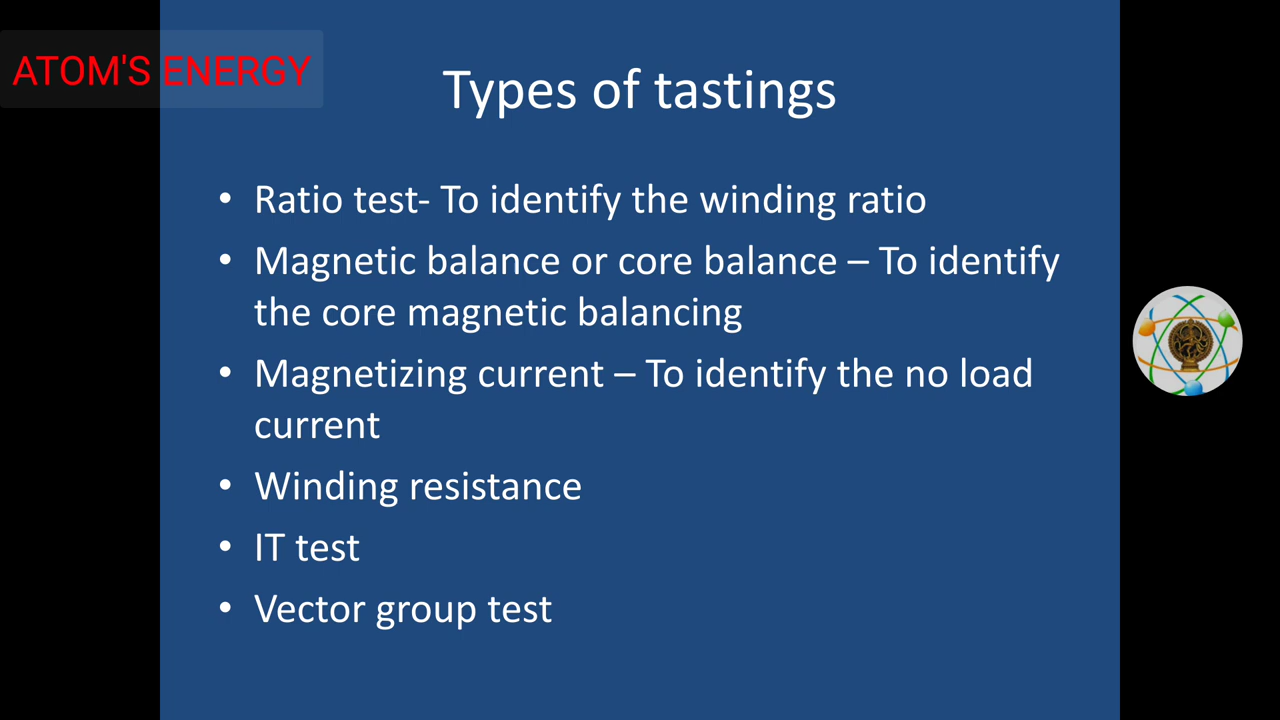 ATOM'S ENERGY
Types of tastings
• Ratio test- To identify the winding ratio
• Magnetic balance or core balance – To identify
the core magnetic balancing
• Magnetizing current – To identify the no load
current
• Winding resistance
• IT test
• Vector group test